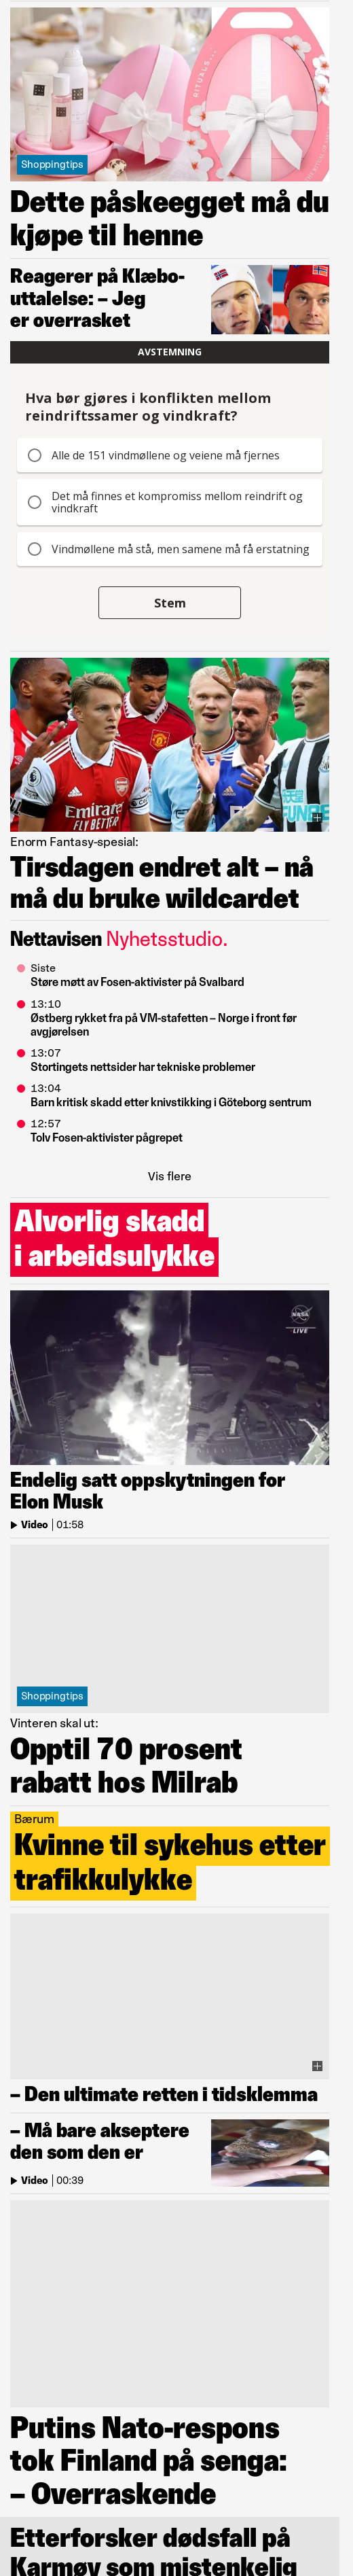 RITUALS...
Shoppingtips
Dette påskeegget må du
kjøpe til henne
Reagerer på Klæbo-
uttalelse: – Jeg
er overrasket
AVSTEMNING
Hva bør gjøres i konflikten mellom
reindriftssamer og vindkraft?
Alle de 151 vindmøllene og veiene må fjernes
Det må finnes et kompromiss mellom reindrift og
vindkraft
Vindmøllene må stå, men samene må få erstatning
Stem
Enorm Fantasy-spesial:
Tirsdagen endret alt – nå
må du bruke wildcardet
Nettavisen Nyhetsstudio.
Siste
Støre møtt av Fosen-aktivister på Svalbard
13:10
Østberg rykket fra på VM-stafetten – Norge i front før
avgjørelsen
13:07
Stortingets nettsider har tekniske problemer
13:04
Barn kritisk skadd etter knivstikking i Göteborg sentrum
12:57
Tolv Fosen-aktivister pågrepet
Vis flere
Alvorlig skadd
i arbeidsulykke
NASA
LIVE
Endelig satt oppskytningen for
Elon Musk
Video | 01:58
Shoppingtips
Vinteren skal ut:
Opptil 70 prosent
rabatt hos Milrab
Bærum
Kvinne til sykehus etter
trafikkulykke
– Den ultimate retten i tidsklemma
– Må bare akseptere
den som den er
Video | 00:39
Putins Nato-respons
tok Finland på senga:
– Overraskende
Etterforsker dødsfall på
Karmøy som mistenkelig